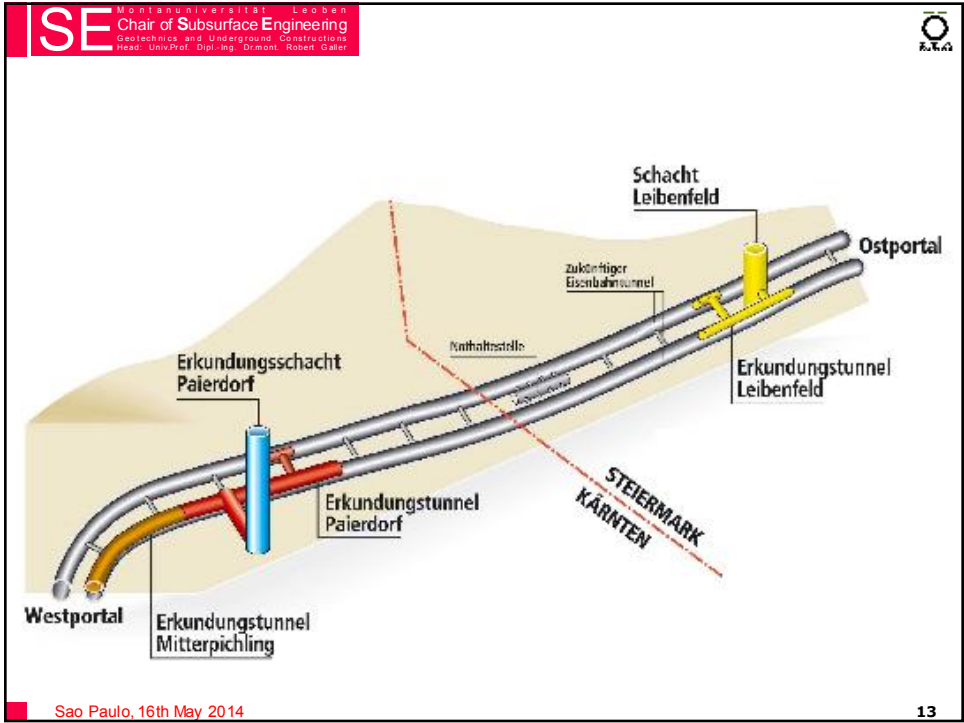 SE
Montanuniversität Leoben
Chair of Subsurface Engineering
Geotechnics and Underground Constructions
Head: Univ.Prof. Dipl.-Ing. Dr.mont. Robert Galler
Schacht
Leibenfeld
Ostportal
Zukünftiger
Eisenbahntunnel
Nothaltestelle
Erkundungsschacht
Paierdorf
Erkundungstunnel
Leibenfeld
STEIERMARK
KÄRNTEN
Erkundungstunnel
Paierdorf
Westportal
Erkundungstunnel
Mitterpichling
Sao Paulo, 16th May 2014
13